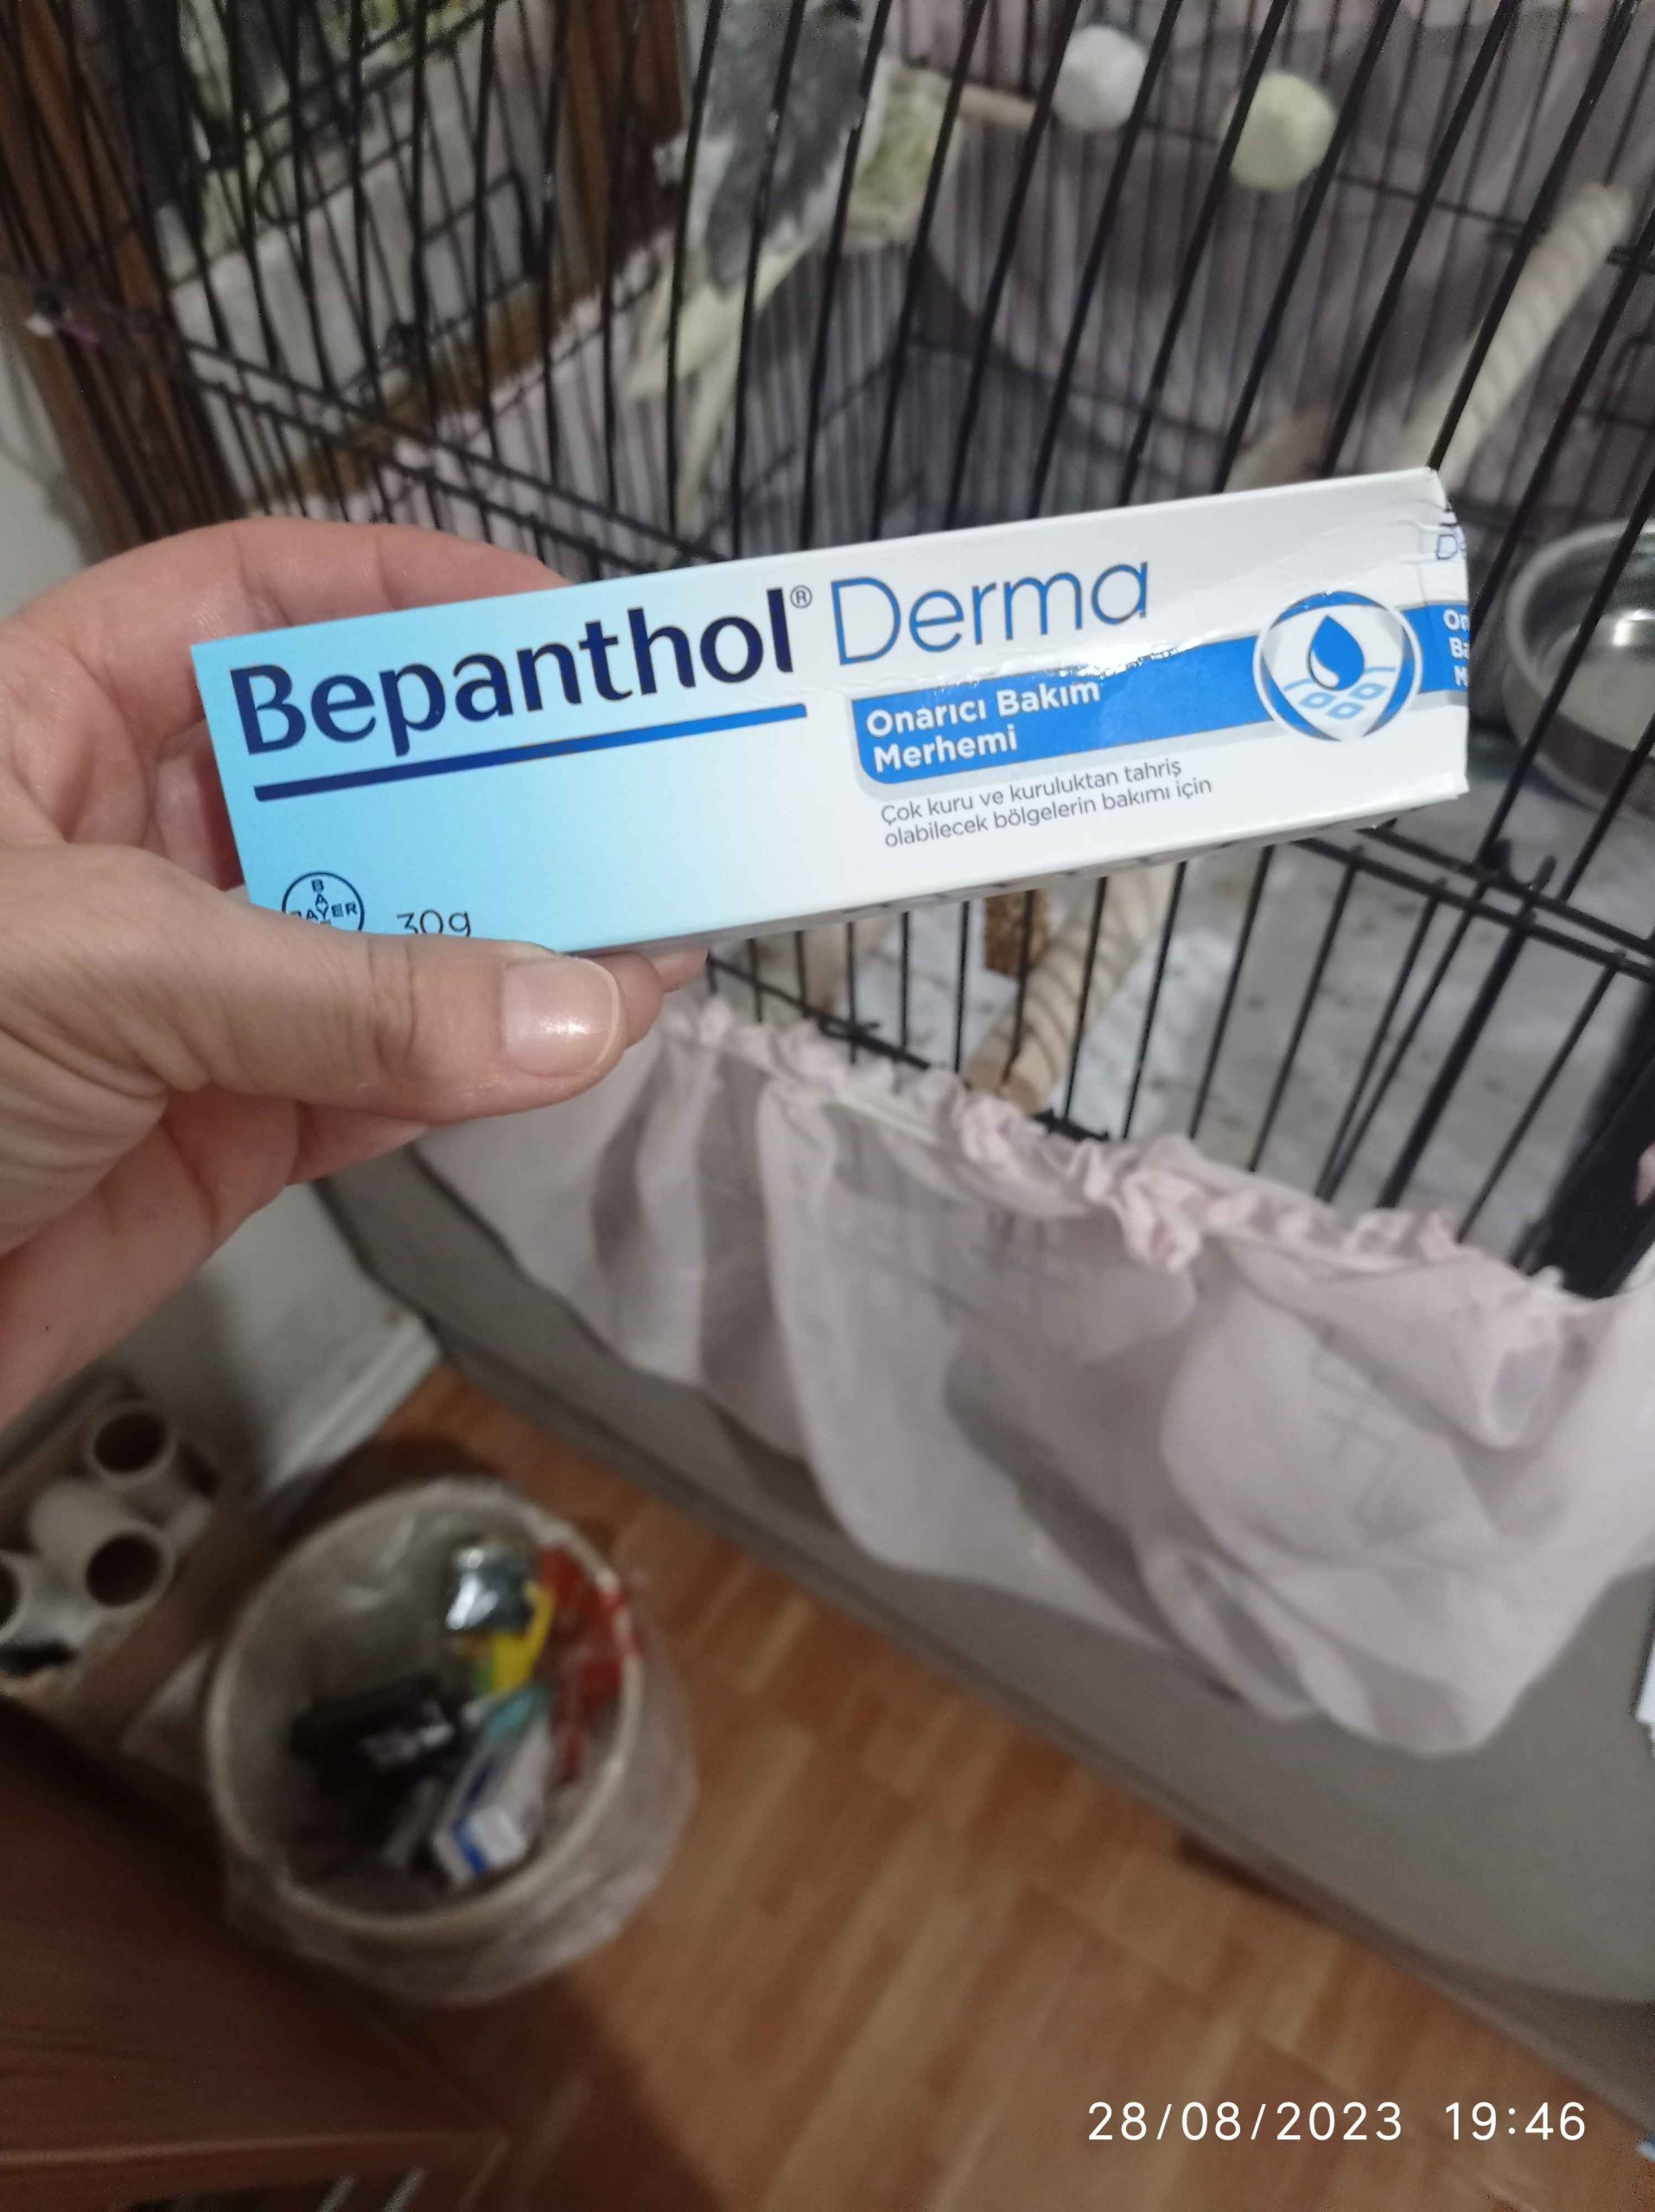 Bepanthol® Derma
Onarıcı Bakım
Merhemi
Çok kuru ve kuruluktan tahriş
olabilecek bölgelerin bakımı için
BAYER
30g
28/08/2023 19:46